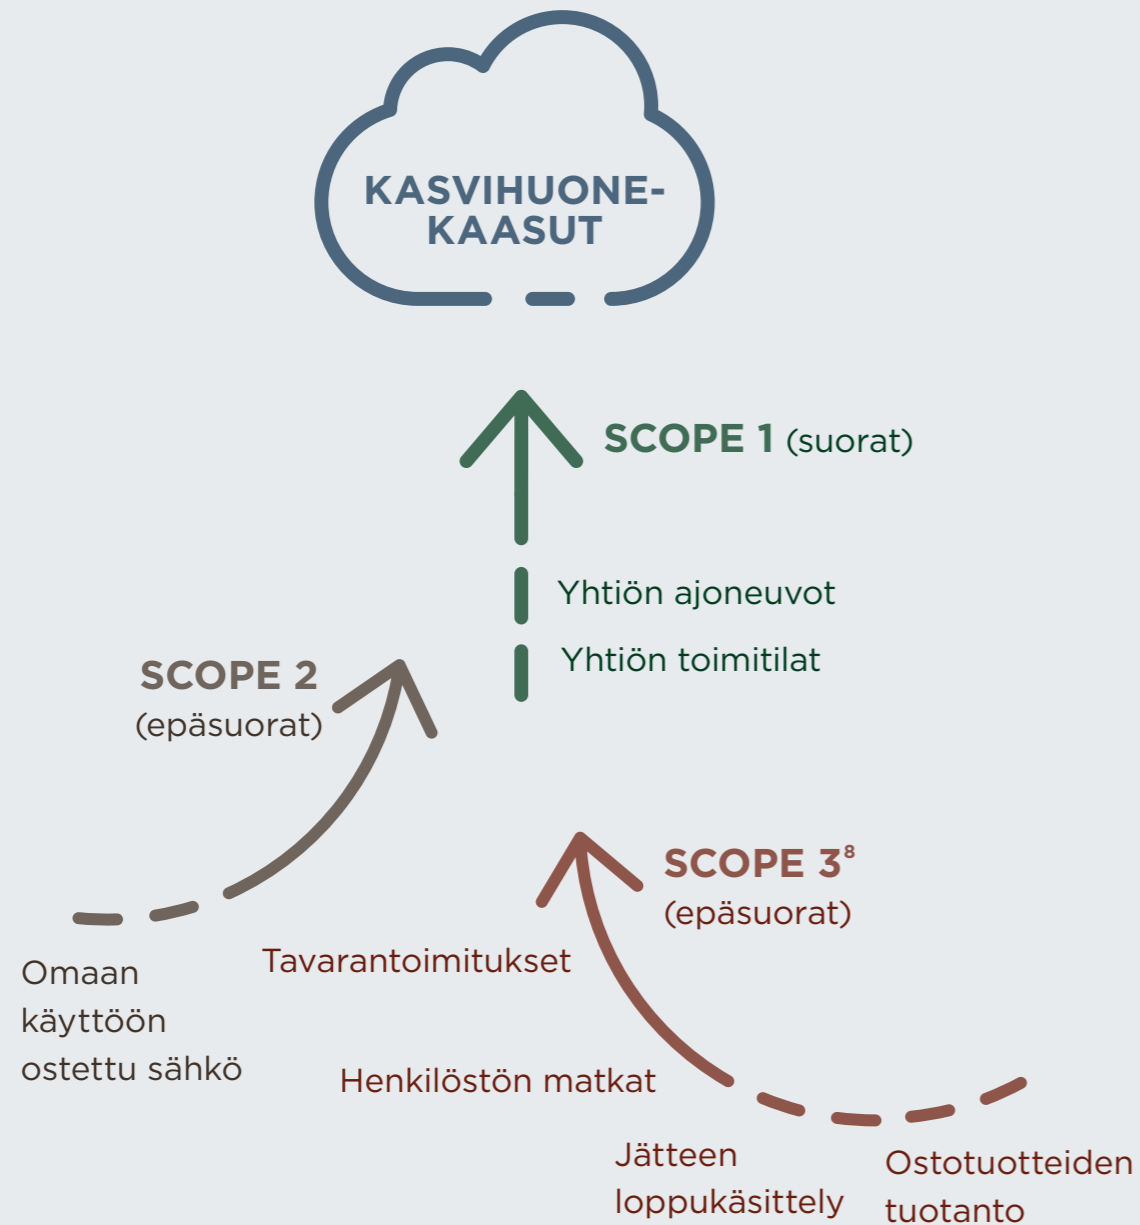 KASVIHUONE-
KAASUT
SCOPE 1 (suorat)
Yhtiön ajoneuvot
Yhtiön toimitilat
SCOPE 2
(epäsuorat)
Omaan
käyttöön
ostettu sähkö
SCOPE 3⁸
(epäsuorat)
Tavarantoimitukset
Henkilöstön matkat
Jätteen
loppukäsittely
Ostotuotteiden
tuotanto